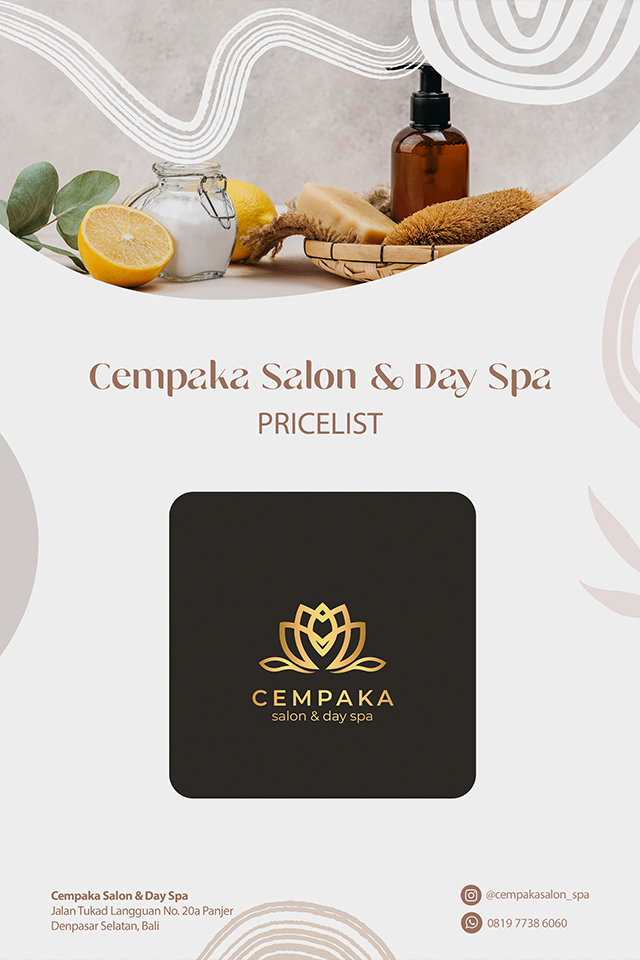 Cempaka Salon & Day Spa
PRICELIST
CEMPAKA
salon & day spa
Cempaka Salon & Day Spa
Jalan Tukad Langguan No. 20a Panjer
Denpasar Selatan, Bali
@cempakasalon_spa
0819 7738 6060